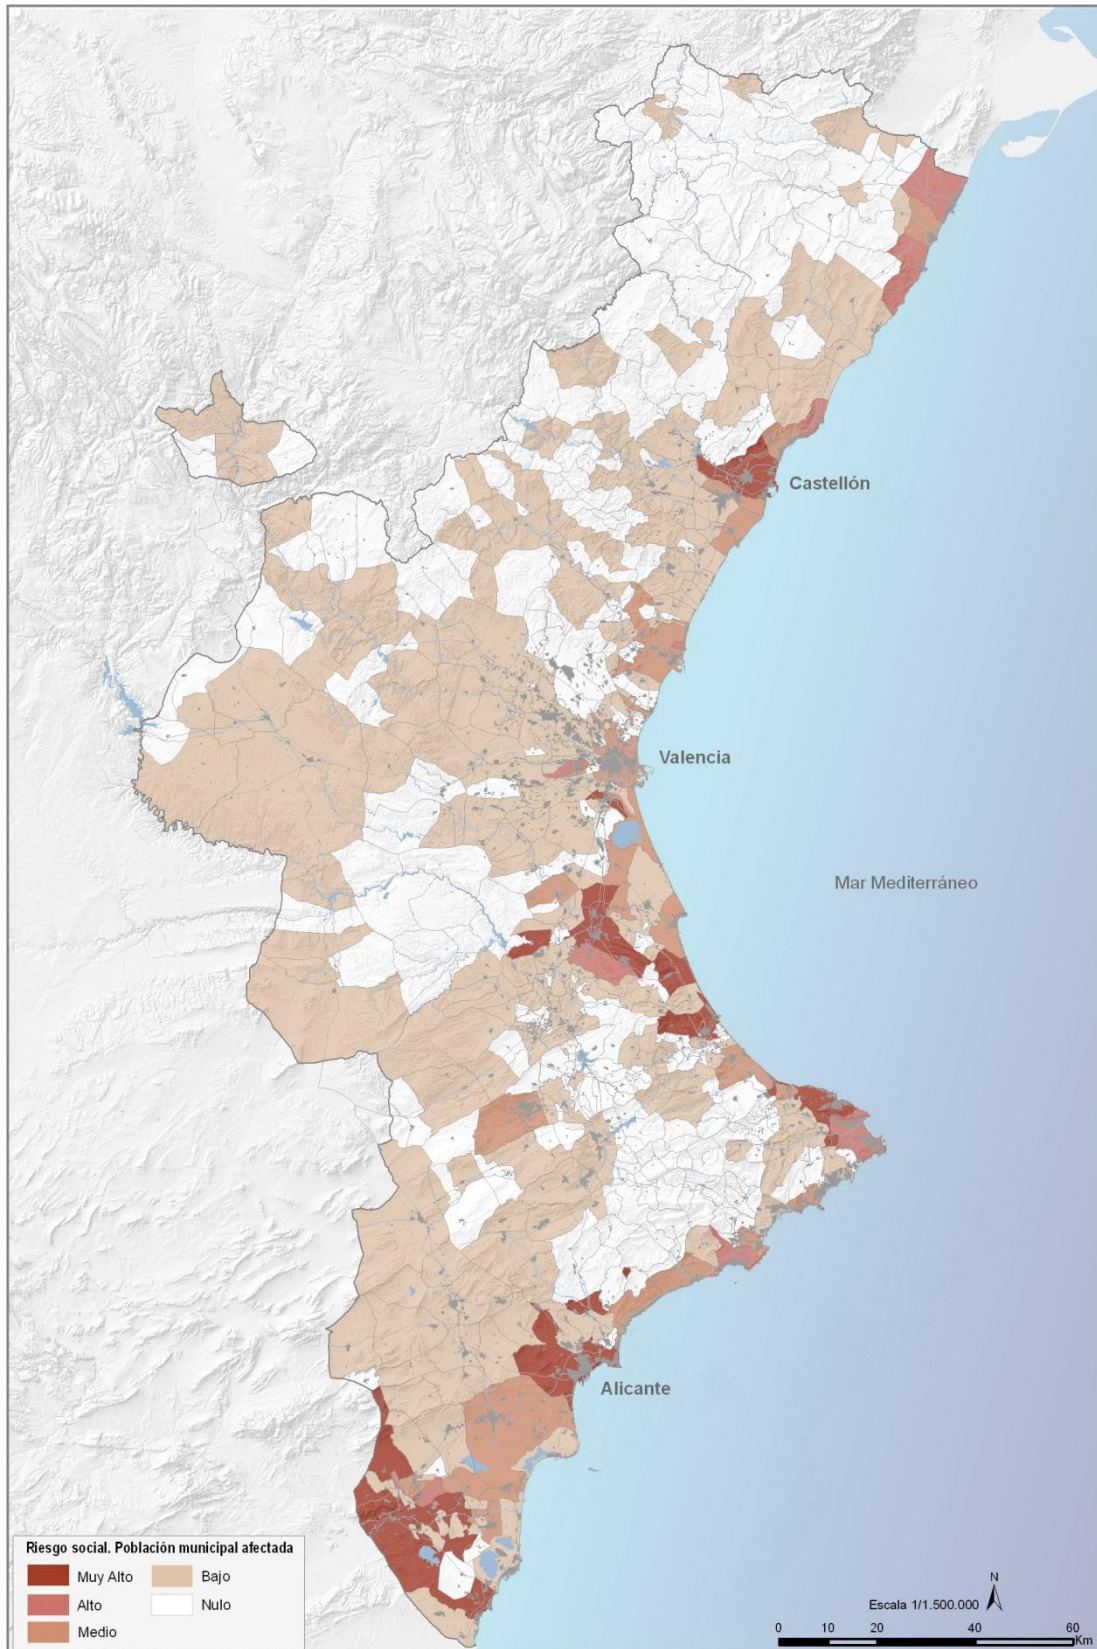 Castellón
Valencia
Mar Mediterráneo
Alicante
Riesgo social. Población municipal afectada
Muy Alto
Bajo
Alto
Nulo
Medio
N
Escala 1/1.500.000
0 10 20 40 60
Km